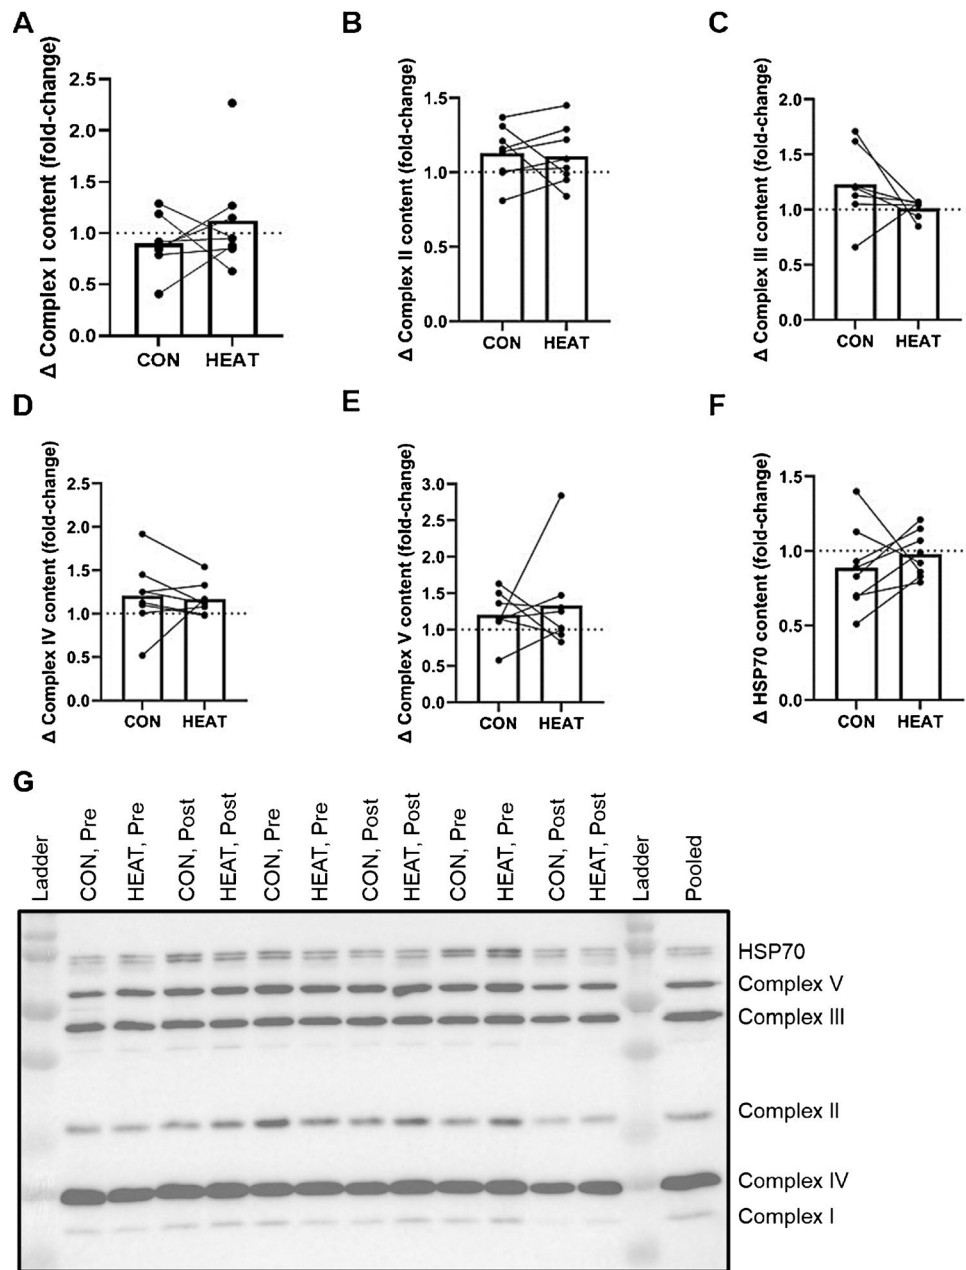 A
Δ Complex I content (fold-change)
2.5
2.0
1.5
1.0
0.5
0.0
CON HEAT
B
Δ Complex II content (fold-change)
1.5
1.0
0.5
0.0
CON HEAT
C
Δ Complex III content (fold-change)
2.0
1.5
1.0
0.5
0.0
CON HEAT
D
Δ Complex IV content (fold-change)
2.5
2.0
1.5
1.0
0.5
0.0
CON HEAT
E
Δ Complex V content (fold-change)
3.0
2.5
2.0
1.5
1.0
0.5
0.0
CON HEAT
F
Δ HSP70 content (fold-change)
1.5
1.0
0.5
0.0
CON HEAT
G
Ladder
CON, Pre
HEAT, Pre
CON, Post
HEAT, Post
CON, Pre
HEAT, Pre
CON, Post
HEAT, Post
CON, Pre
HEAT, Pre
CON, Post
HEAT, Post
Ladder
Pooled
HSP70
Complex V
Complex III
Complex II
Complex IV
Complex I